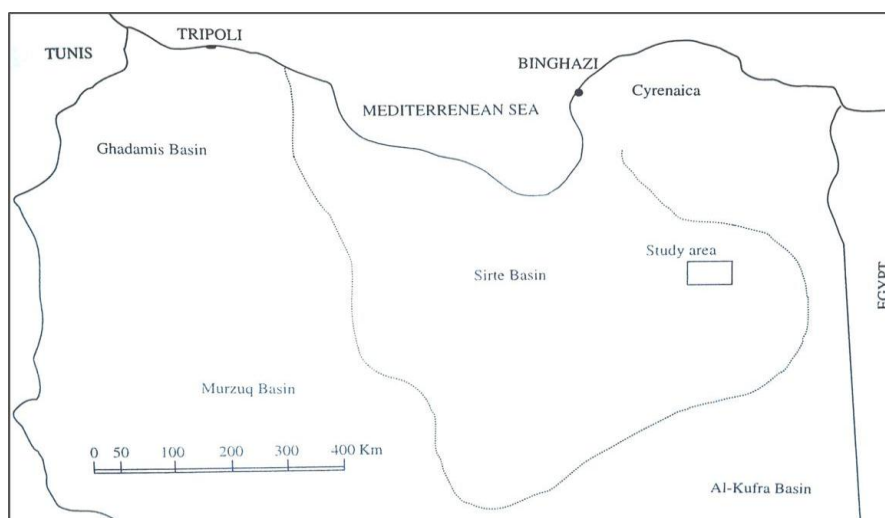 TUNIS
TRIPOLI
BINGHAZI
Cyrenaica
MEDITERRENEAN SEA
Ghadamis Basin
Study area
Sirte Basin
EGYPT
Murzuq Basin
0 50 100 200 300 400 Km
Al-Kufra Basin